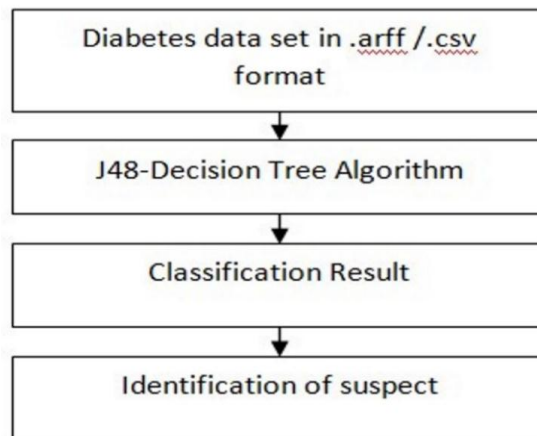 Diabetes data set in .arff /.csv
format
J48-Decision Tree Algorithm
Classification Result
Identification of suspect